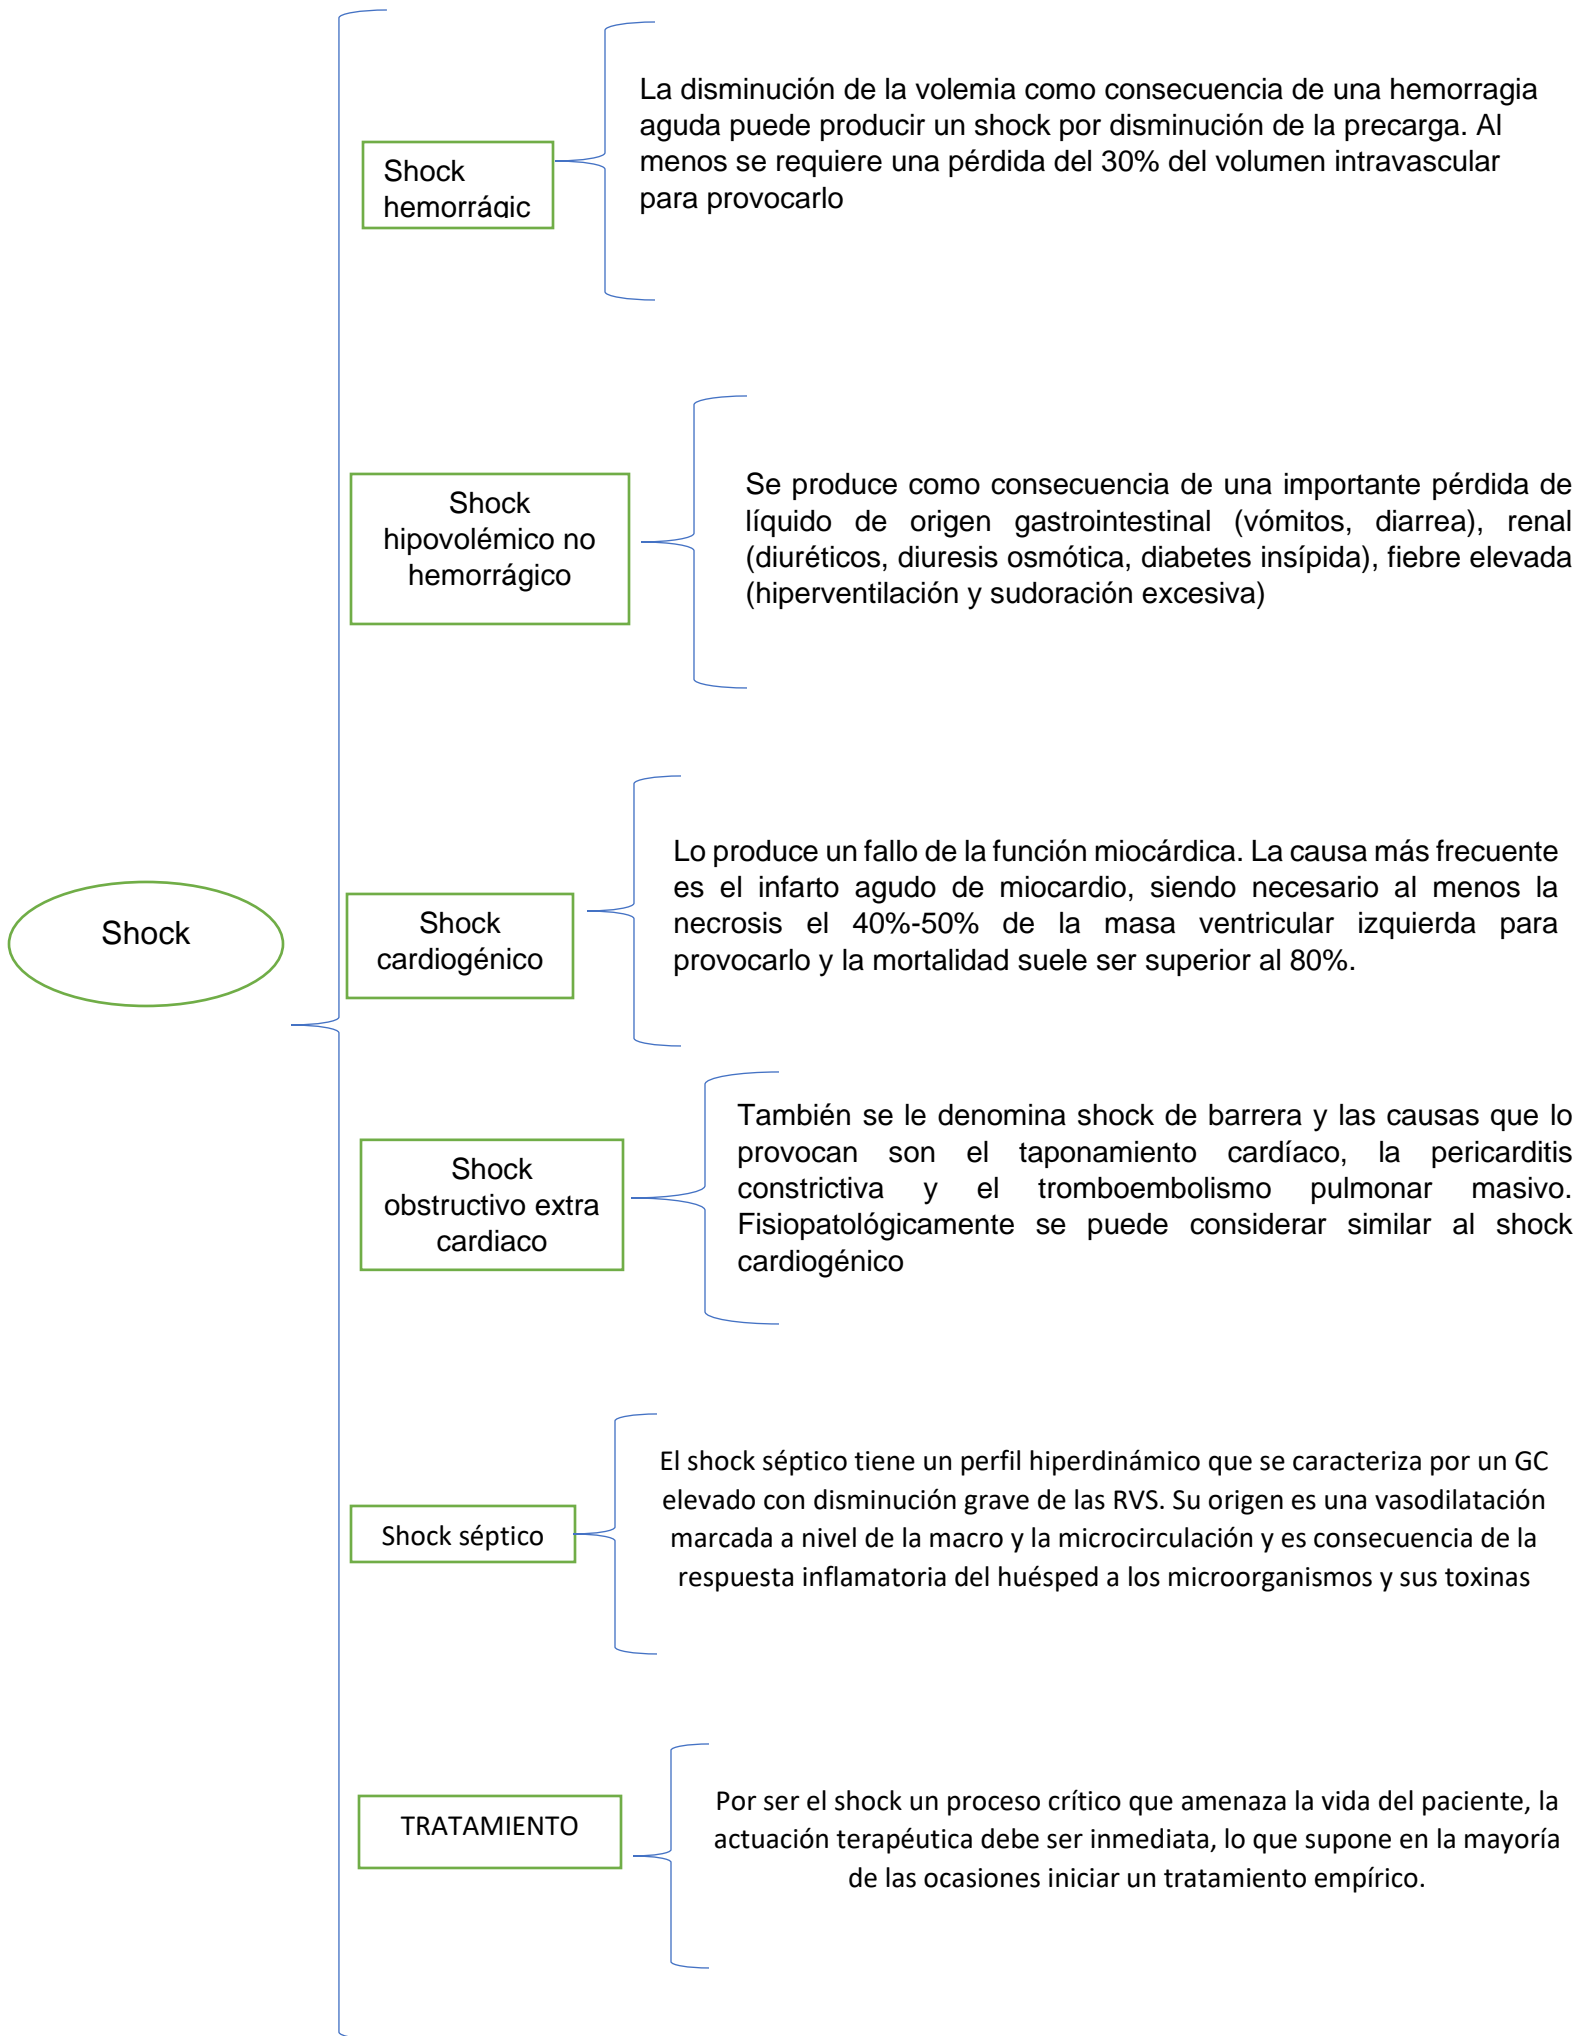 La disminución de la volemia como consecuencia de una hemorragia
aguda puede producir un shock por disminución de la precarga. Al
menos se requiere una pérdida del 30% del volumen intravascular
para provocarlo
Shock
hemorrágic
Shock
hipovolémico no
hemorrágico
Se produce como consecuencia de una importante pérdida de
líquido de origen gastrointestinal (vómitos, diarrea), renal
(diuréticos, diuresis osmótica, diabetes insípida), fiebre elevada
(hiperventilación y sudoración excesiva)
Shock
Shock
cardiogénico
Lo produce un fallo de la función miocárdica. La causa más frecuente
es el infarto agudo de miocardio, siendo necesario al menos la
necrosis el 40%-50% de la masa ventricular izquierda para
provocarlo y la mortalidad suele ser superior al 80%.
Shock
obstructivo extra
cardiaco
También se le denomina shock de barrera y las causas que lo
provocan son el taponamiento cardíaco, la pericarditis
constrictiva y el tromboembolismo pulmonar masivo.
Fisiopatológicamente se puede considerar similar al shock
cardiogénico
Shock séptico
El shock séptico tiene un perfil hiperdinámico que se caracteriza por un GC
elevado con disminución grave de las RVS. Su origen es una vasodilatación
marcada a nivel de la macro y la microcirculación y es consecuencia de la
respuesta inflamatoria del huésped a los microorganismos y sus toxinas
TRATAMIENTO
Por ser el shock un proceso crítico que amenaza la vida del paciente, la
actuación terapéutica debe ser inmediata, lo que supone en la mayoría
de las ocasiones iniciar un tratamiento empírico.